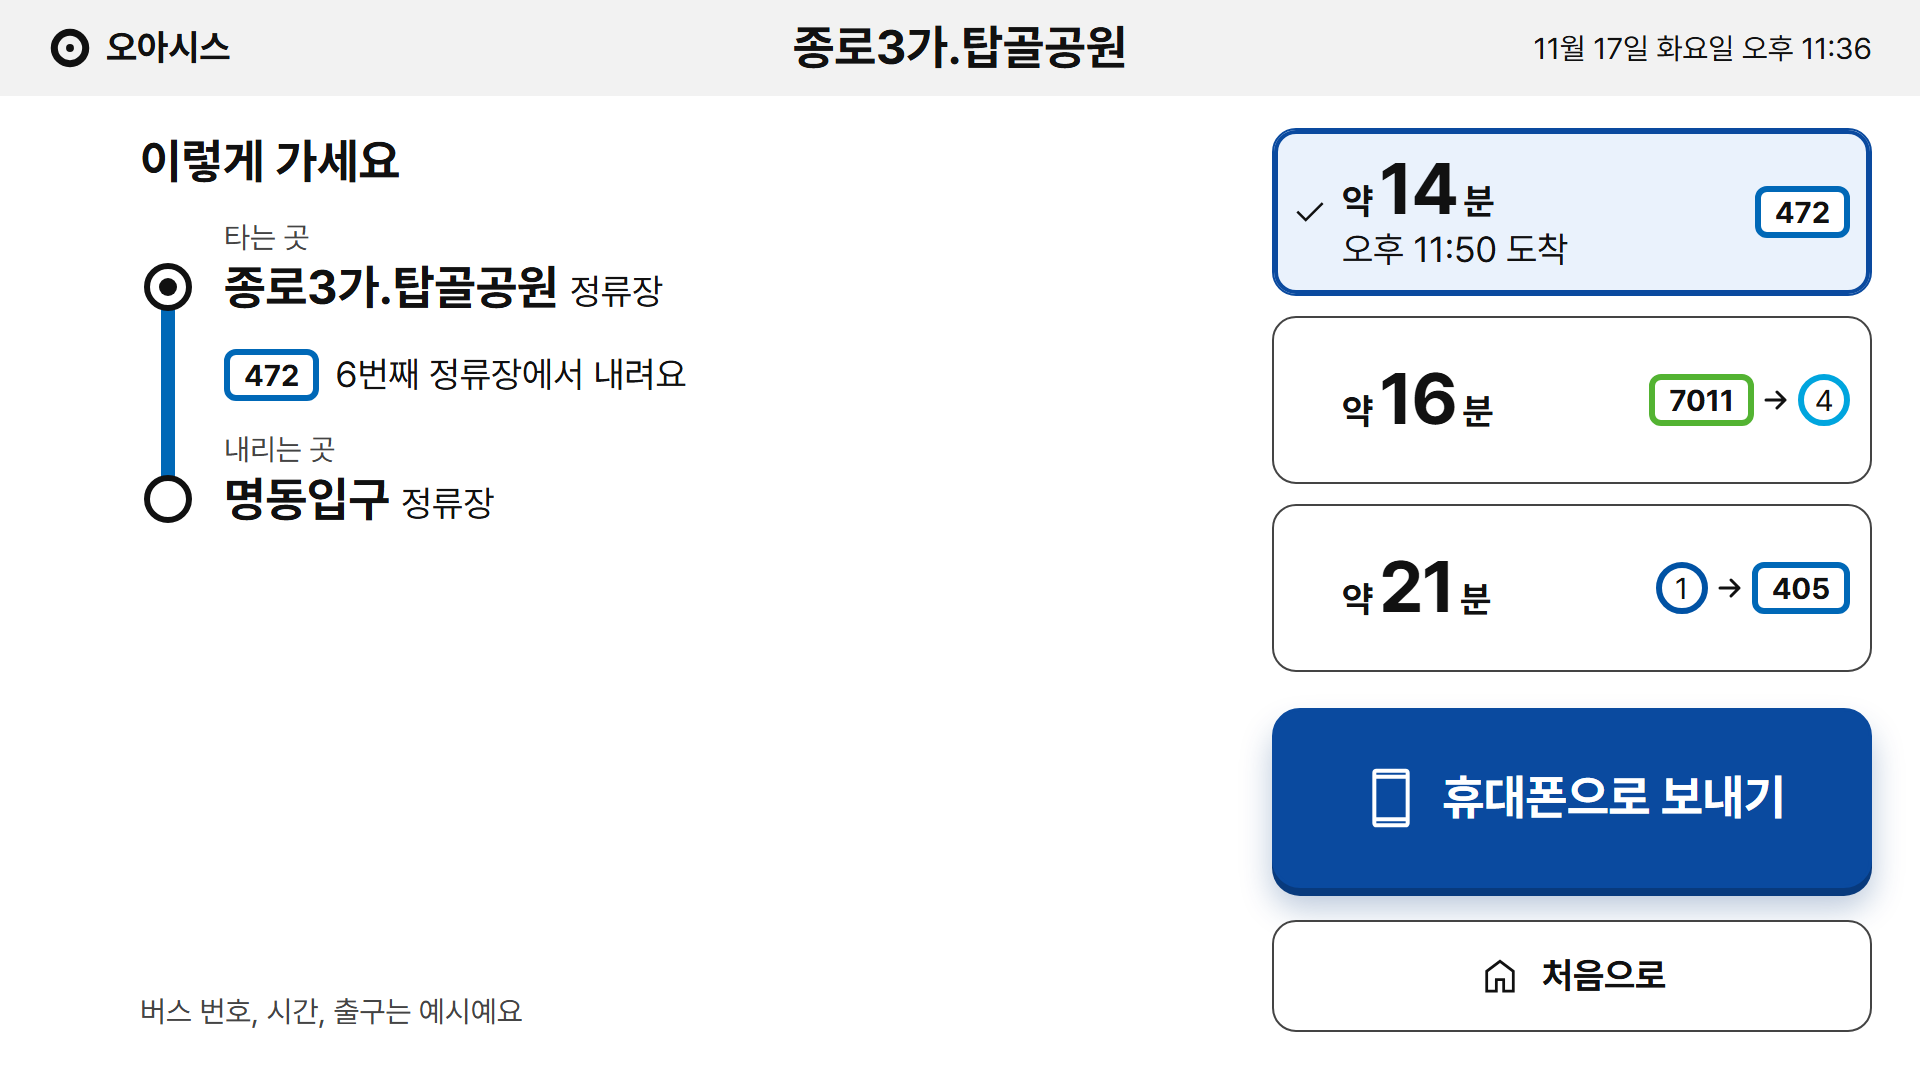 오아시스
종로3가.탑골공원
11월 17일 화요일 오후 11:36
이렇게 가세요
타는 곳
종로3가.탑골공원 정류장
472 6번째 정류장에서 내려요
내리는 곳
명동입구 정류장
버스 번호, 시간, 출구는 예시예요
약 14 분
오후 11:50 도착
472
약 16 분
7011 → 4
약 21 분
1 → 405
휴대폰으로 보내기
처음으로